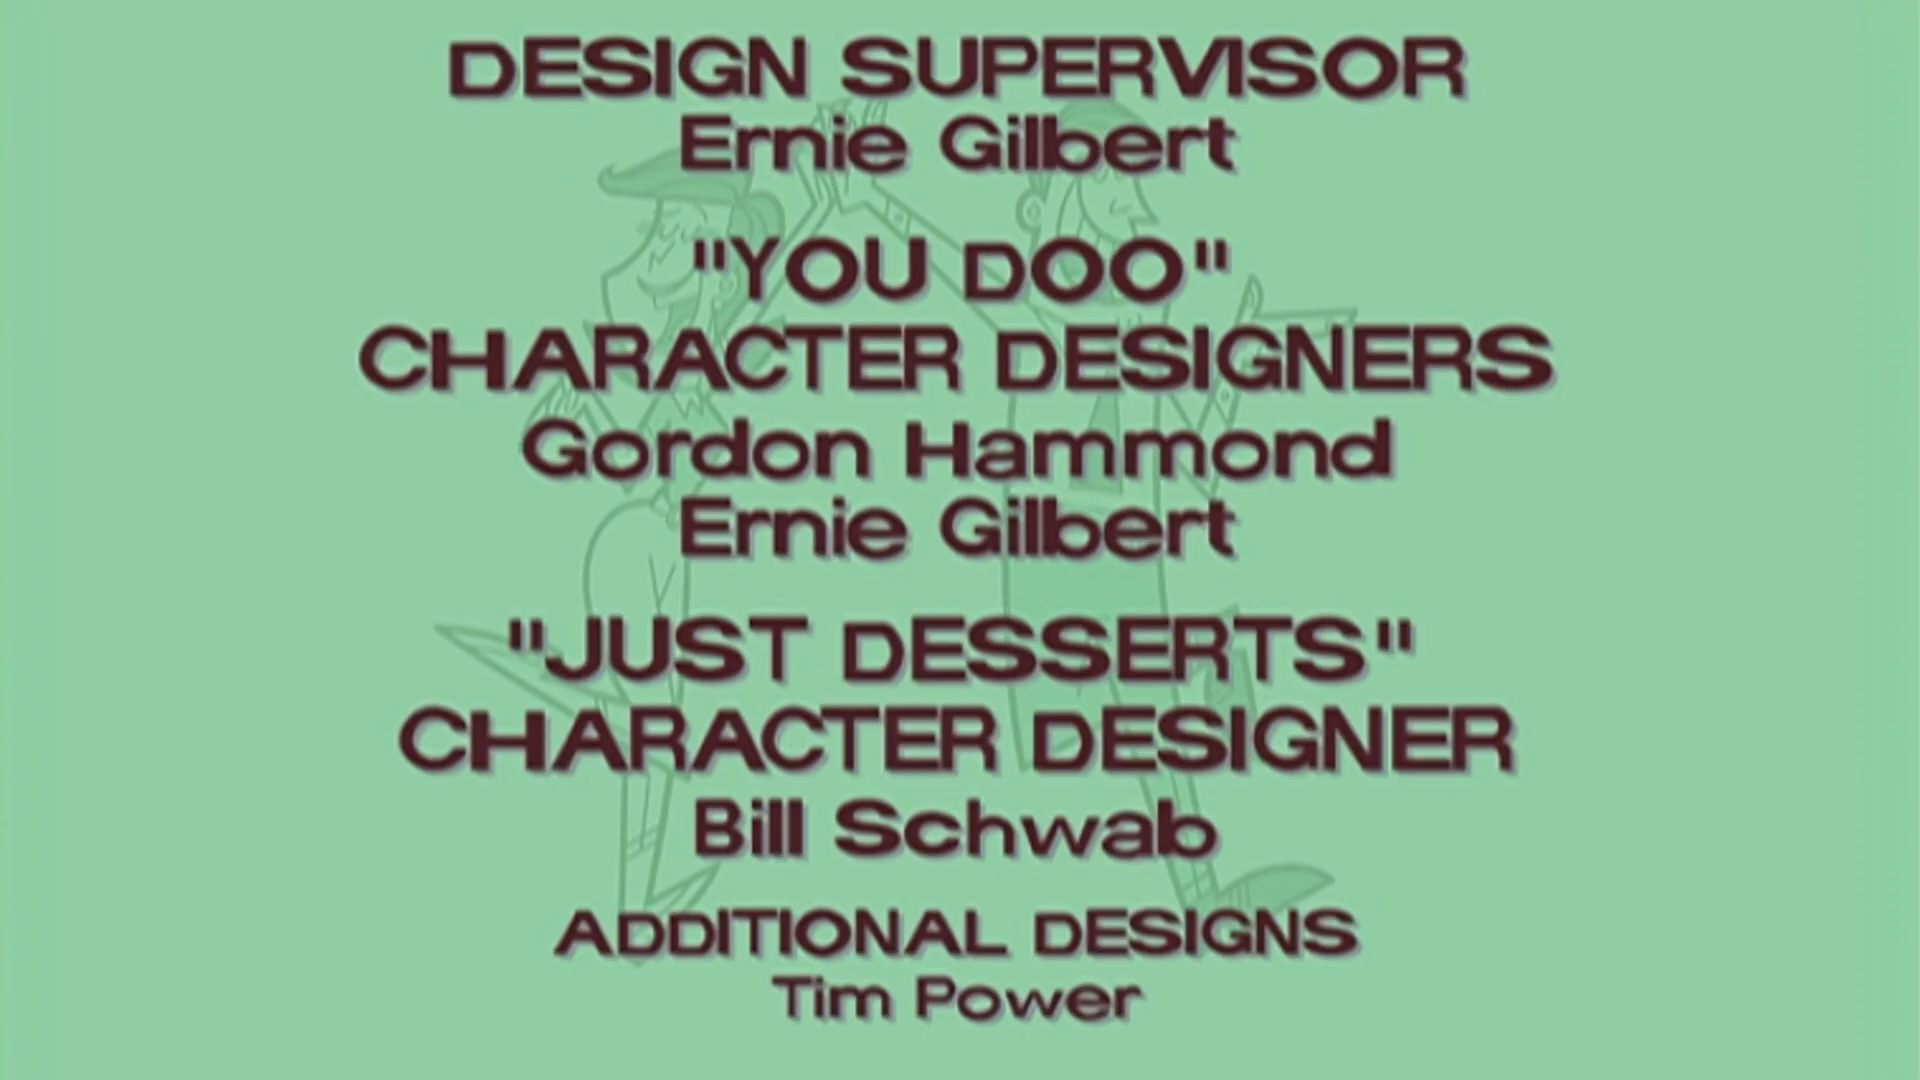 DESIGN SUPERVISOR
Ernie Gilbert
"YOU DOO"
CHARACTER DESIGNERS
Gordon Hammond
Ernie Gilbert
"JUST DESSERTS"
CHARACTER DESIGNER
Bill Schwab
ADDITIONAL DESIGNS
Tim Power